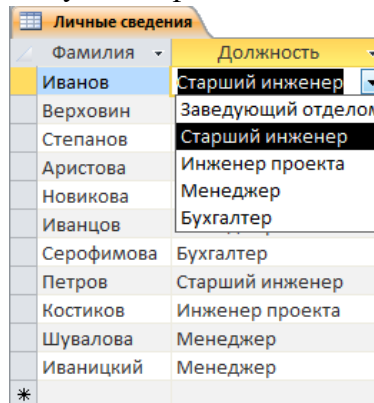 Личные сведения
Фамилия Должность
Иванов Старший инженер
Верховин Заведующий отделом
Степанов Старший инженер
Аристова Инженер проекта
Новикова Менеджер
Иванцов Бухгалтер
Серофимова Бухгалтер
Петров Старший инженер
Костиков Инженер проекта
Шувалова Менеджер
Иваницкий Менеджер